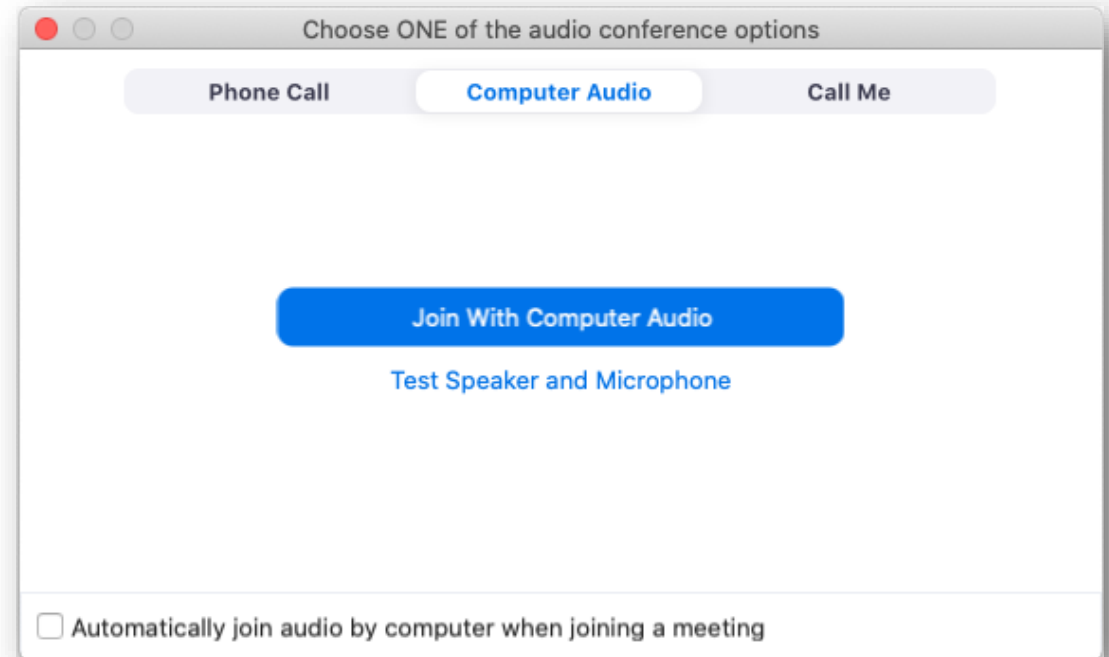 Choose ONE of the audio conference options
Phone Call Computer Audio Call Me
Join With Computer Audio
Test Speaker and Microphone
Automatically join audio by computer when joining a meeting